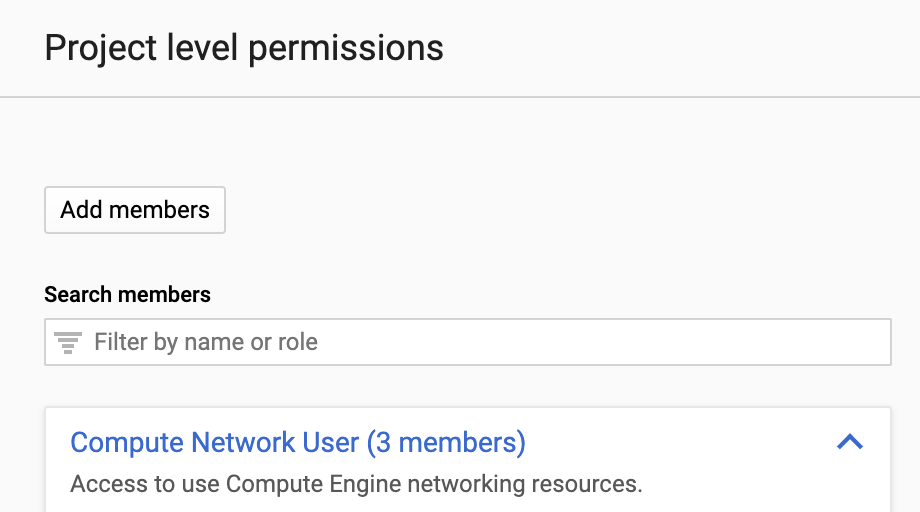 Project level permissions
Add members
Search members
Filter by name or role
Compute Network User (3 members)
Access to use Compute Engine networking resources.